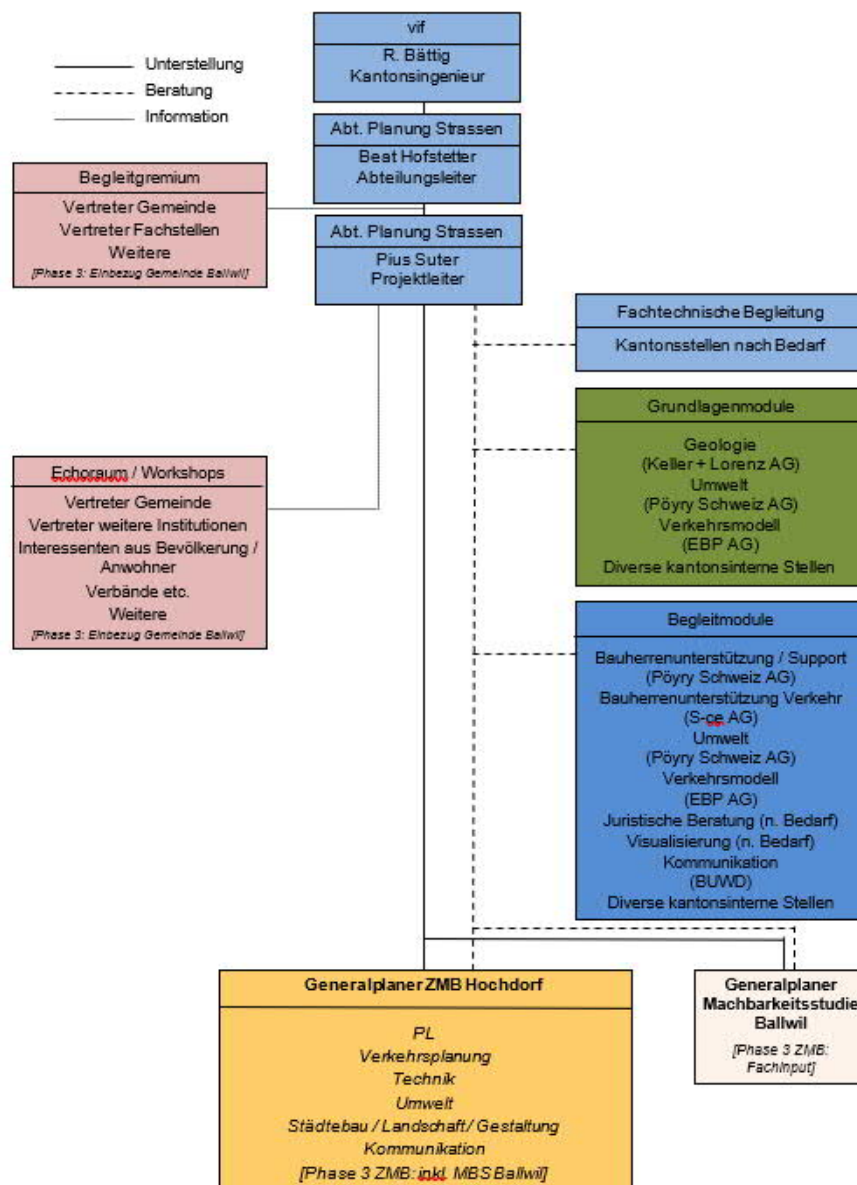 vif
R. Bättig
Kantonsingenieur
Unterstellung
Beratung
Information
Abt. Planung Strassen
Beat Hofstetter
Abteilungsleiter
Begleitgremium
Vertreter Gemeinde
Vertreter Fachstellen
Weitere
[Phase 3: Einbezug Gemeinde Ballwil]
Abt. Planung Strassen
Pius Suter
Projektleiter
Fachtechnische Begleitung
Kantonsstellen nach Bedarf
Grundlagenmodule
Geologie
(Keller + Lorenz AG)
Umwelt
(Pöyry Schweiz AG)
Verkehrsmodell
(EBP AG)
Diverse kantonsinterne Stellen
Echoraum / Workshops
Vertreter Gemeinde
Vertreter weitere Institutionen
Interessenten aus Bevölkerung /
Anwohner
Verbände etc.
Weitere
[Phase 3: Einbezug Gemeinde Ballwil]
Begleitmodule
Bauherrenunterstützung / Support
(Pöyry Schweiz AG)
Bauherrenunterstützung Verkehr
(S-ce AG)
Umwelt
(Pöyry Schweiz AG)
Verkehrsmodell
(EBP AG)
Juristische Beratung (n. Bedarf)
Visualisierung (n. Bedarf)
Kommunikation
(BUWD)
Diverse kantonsinterne Stellen
Generalplaner ZMB Hochdorf
PL
Verkehrsplanung
Technik
Umwelt
Städtebau / Landschaft / Gestaltung
Kommunikation
[Phase 3 ZMB: inkl. MBS Ballwil]
Generalplaner
Machbarkeitsstudie
Ballwil
[Phase 3 ZMB:
Fachinput]